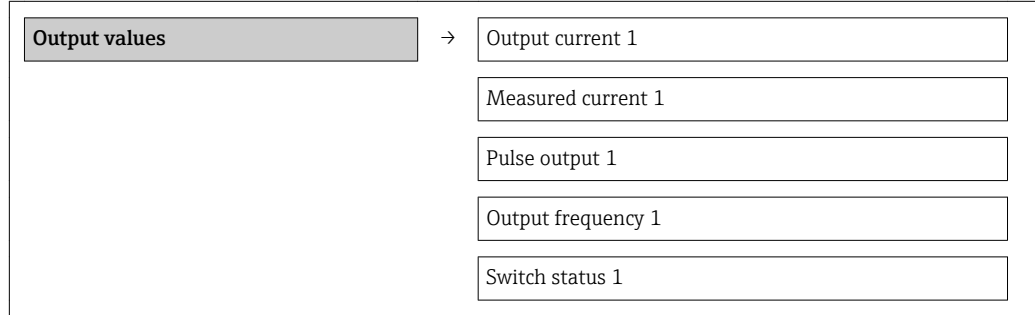 Output values → Output current 1
Measured current 1
Pulse output 1
Output frequency 1
Switch status 1